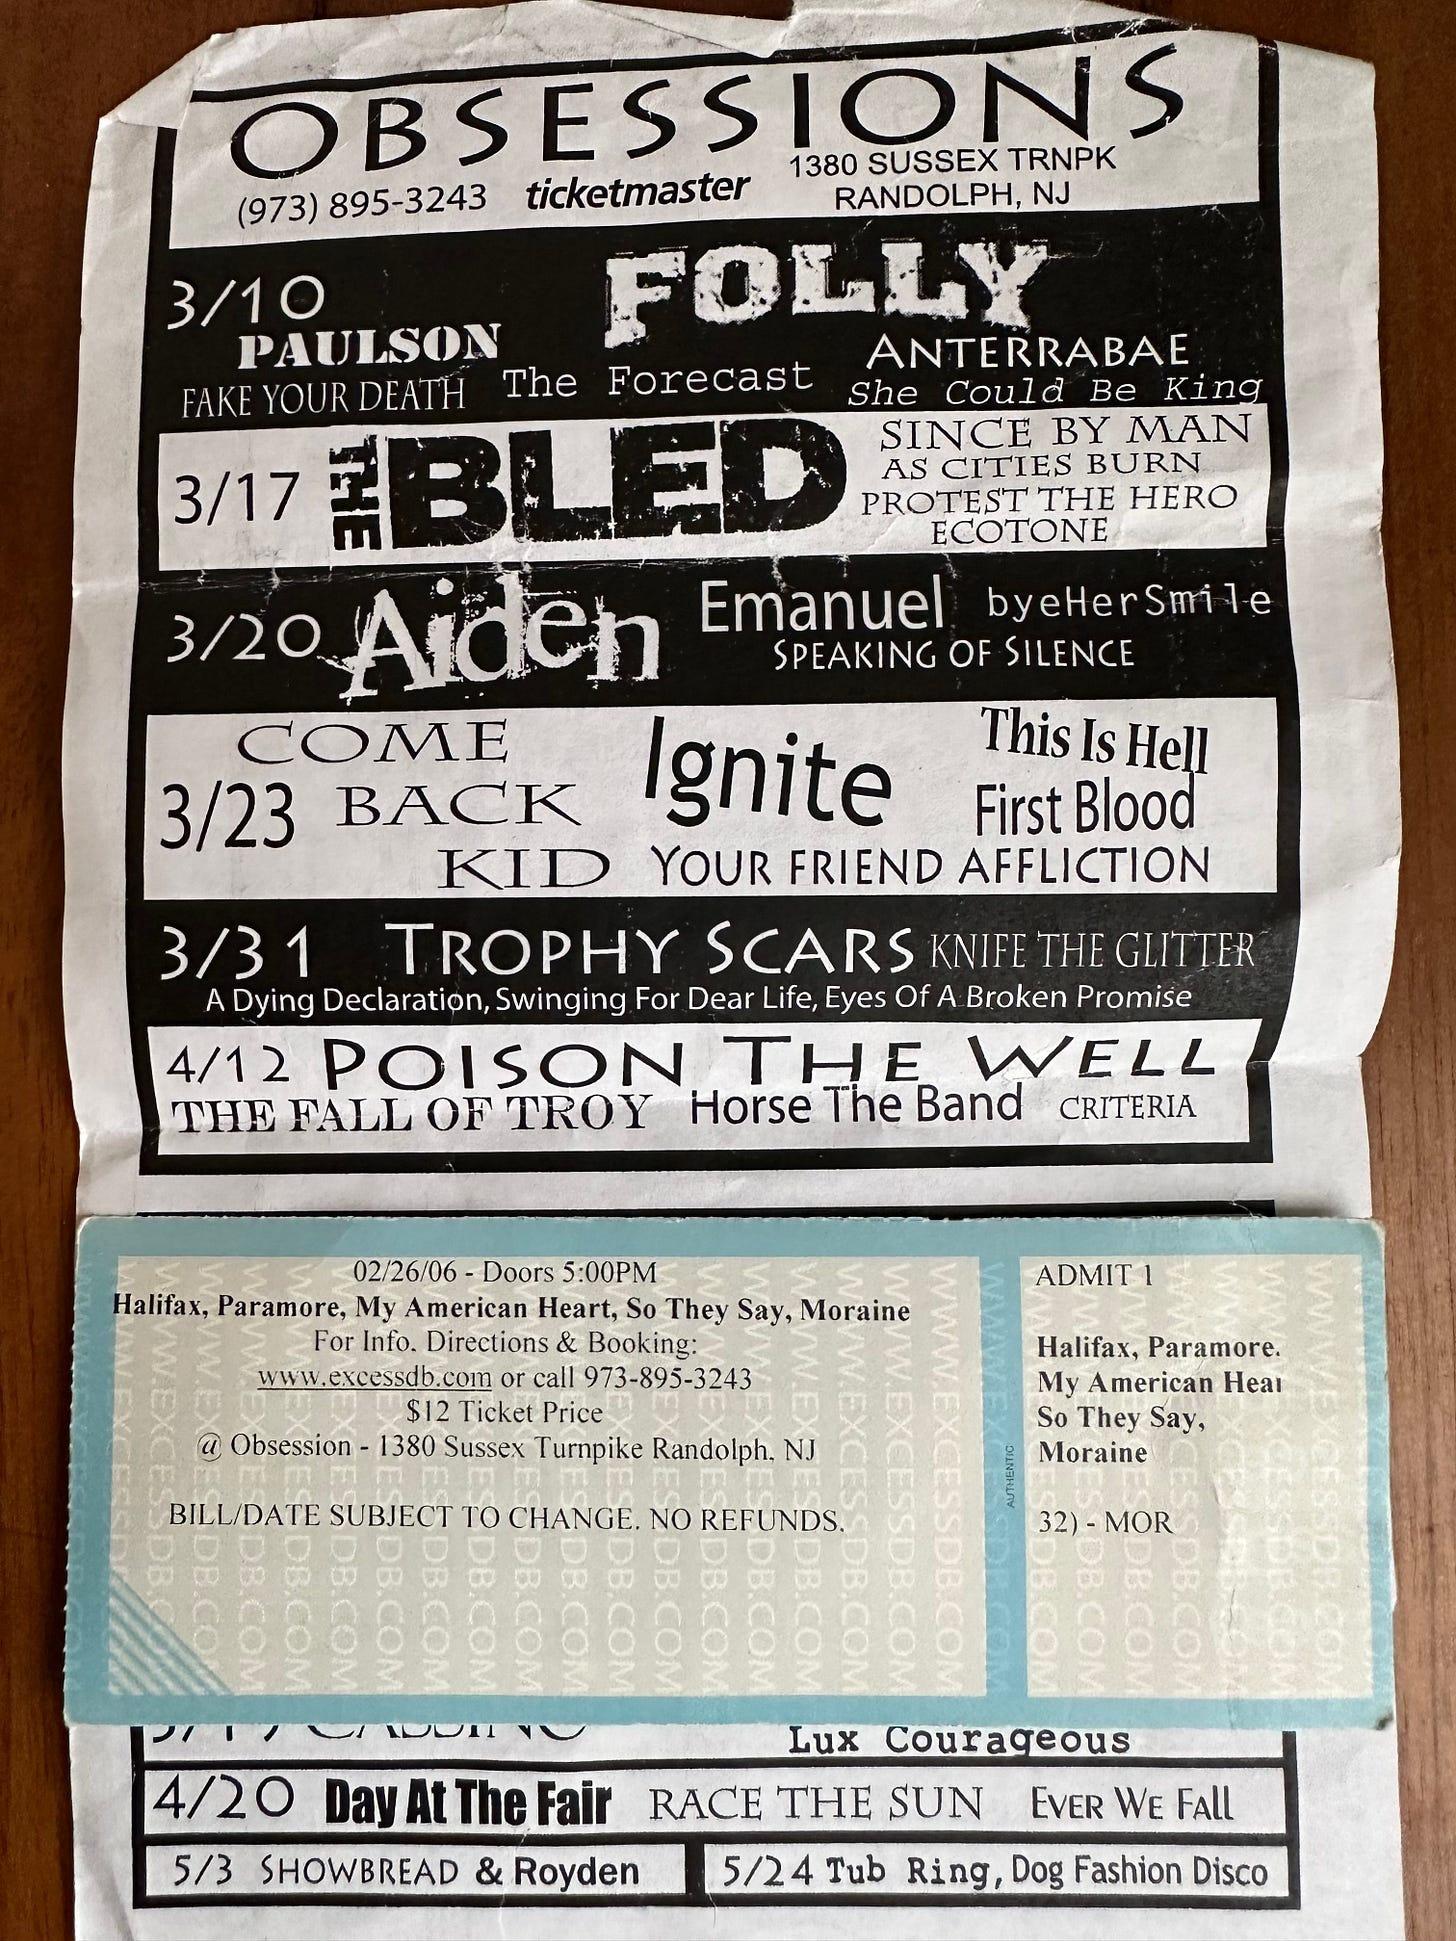 OBSESSIONS
(973) 895-3243 ticketmaster 1380 SUSSEX TRNPK
RANDOLPH, NJ
3/10 FOLLY
PAULSON ANTERRABAE
FAKE YOUR DEATH The Forecast She Could Be King
3/17 THE BLED SINCE BY MAN
AS CITIES BURN
PROTEST THE HERO
ECOTONE
3/20 Aiden Emanuel byeHerSmile
SPEAKING OF SILENCE
COME Ignite This Is Hell
3/23 BACK First Blood
KID YOUR FRIEND AFFLICTION
3/31 TROPHY SCARS KNIFE THE GLITTER
A Dying Declaration, Swinging For Dear Life, Eyes Of A Broken Promise
4/12 POISON THE WELL
THE FALL OF TROY Horse The Band CRITERIA
02/26/06 - Doors 5:00PM
Halifax, Paramore, My American Heart, So They Say, Moraine
For Info. Directions & Booking:
www.excessdb.com or call 973-895-3243
$12 Ticket Price
@ Obsession - 1380 Sussex Turnpike Randolph, NJ
BILL/DATE SUBJECT TO CHANGE. NO REFUNDS.
AUTHENTIC
ADMIT 1
Halifax, Paramore.
My American Hear
So They Say,
Moraine
32) - MOR
Lux Courageous
4/20 Day At The Fair RACE THE SUN EVER WE FALL
5/3 SHOWBREAD & Royden 5/24 Tub Ring, Dog Fashion Disco